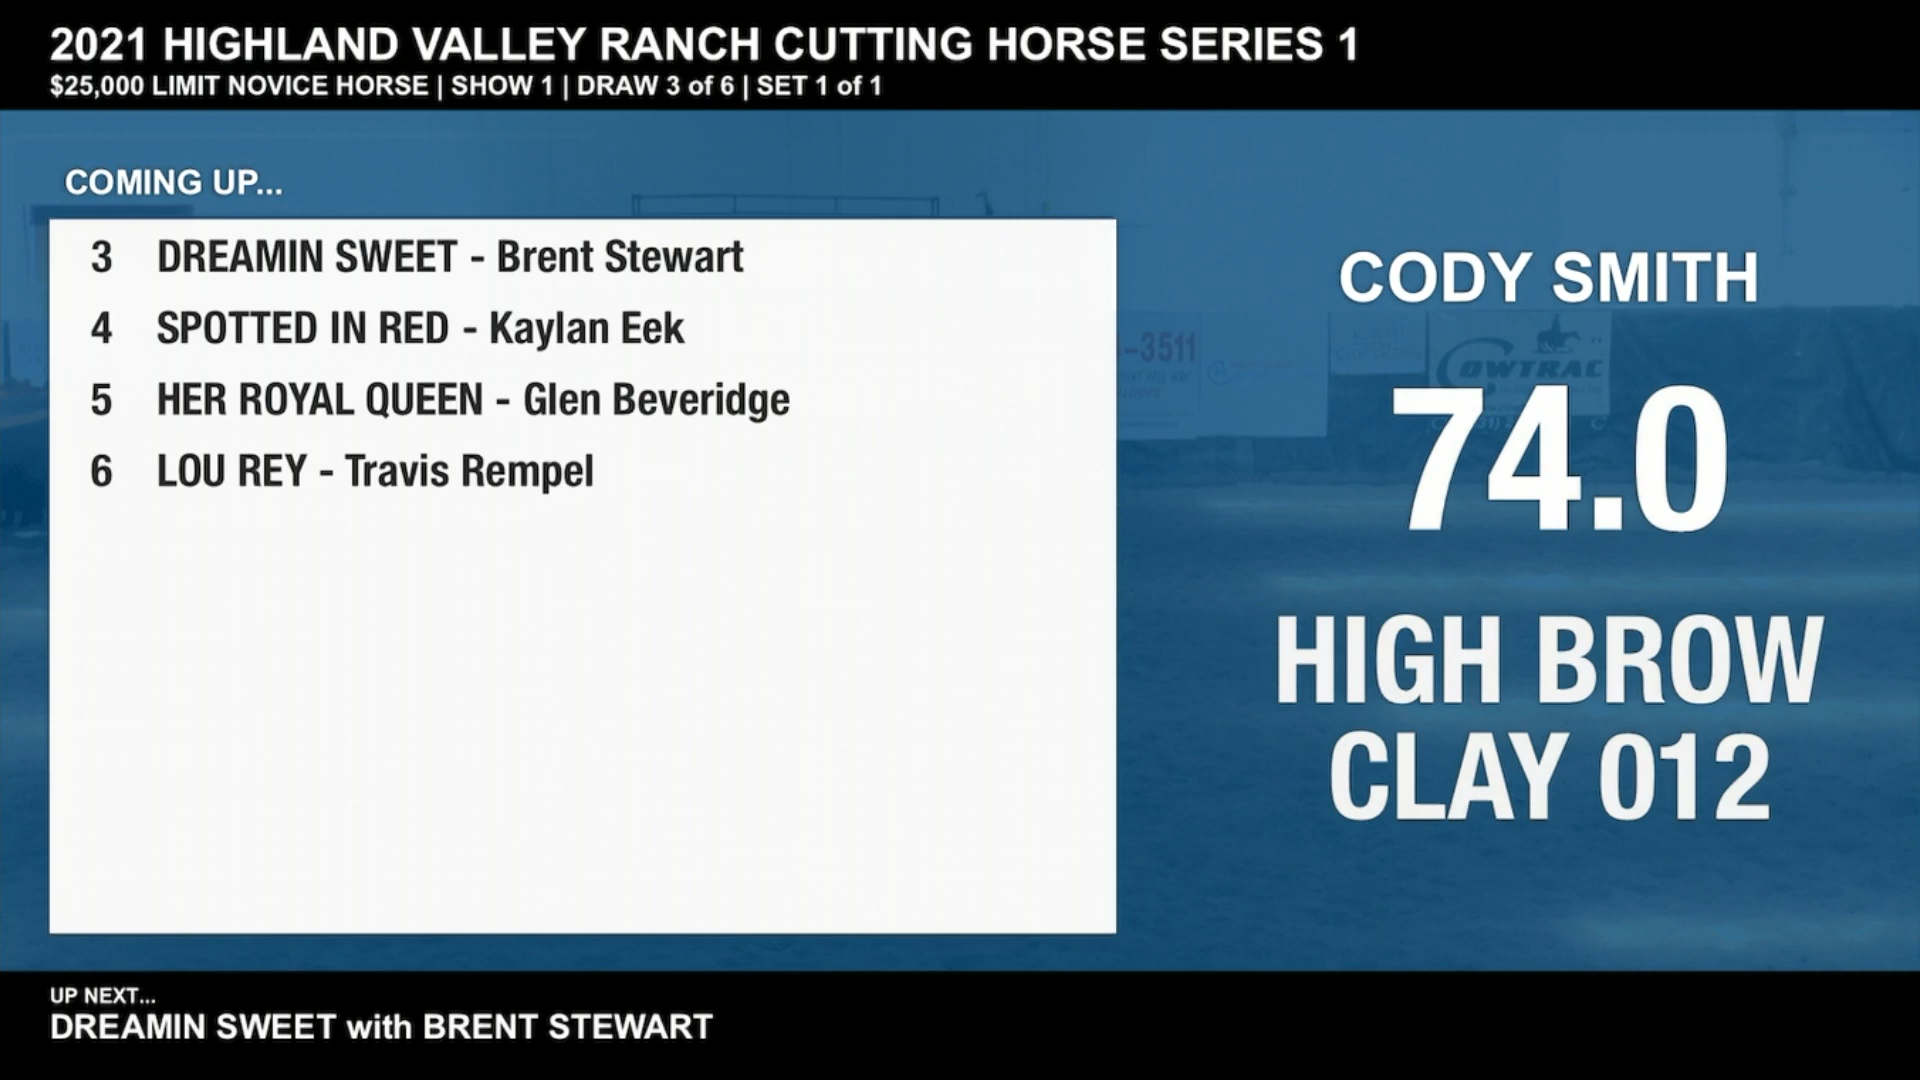 2021 HIGHLAND VALLEY RANCH CUTTING HORSE SERIES 1
$25,000 LIMIT NOVICE HORSE | SHOW 1 | DRAW 3 of 6 | SET 1 of 1
COMING UP...
3 DREAMIN SWEET - Brent Stewart
4 SPOTTED IN RED - Kaylan Eek
5 HER ROYAL QUEEN - Glen Beveridge
6 LOU REY - Travis Rempel
CODY SMITH
-3511
COWTRAC
74.0
HIGH BROW
CLAY 012
UP NEXT...
DREAMIN SWEET with BRENT STEWART